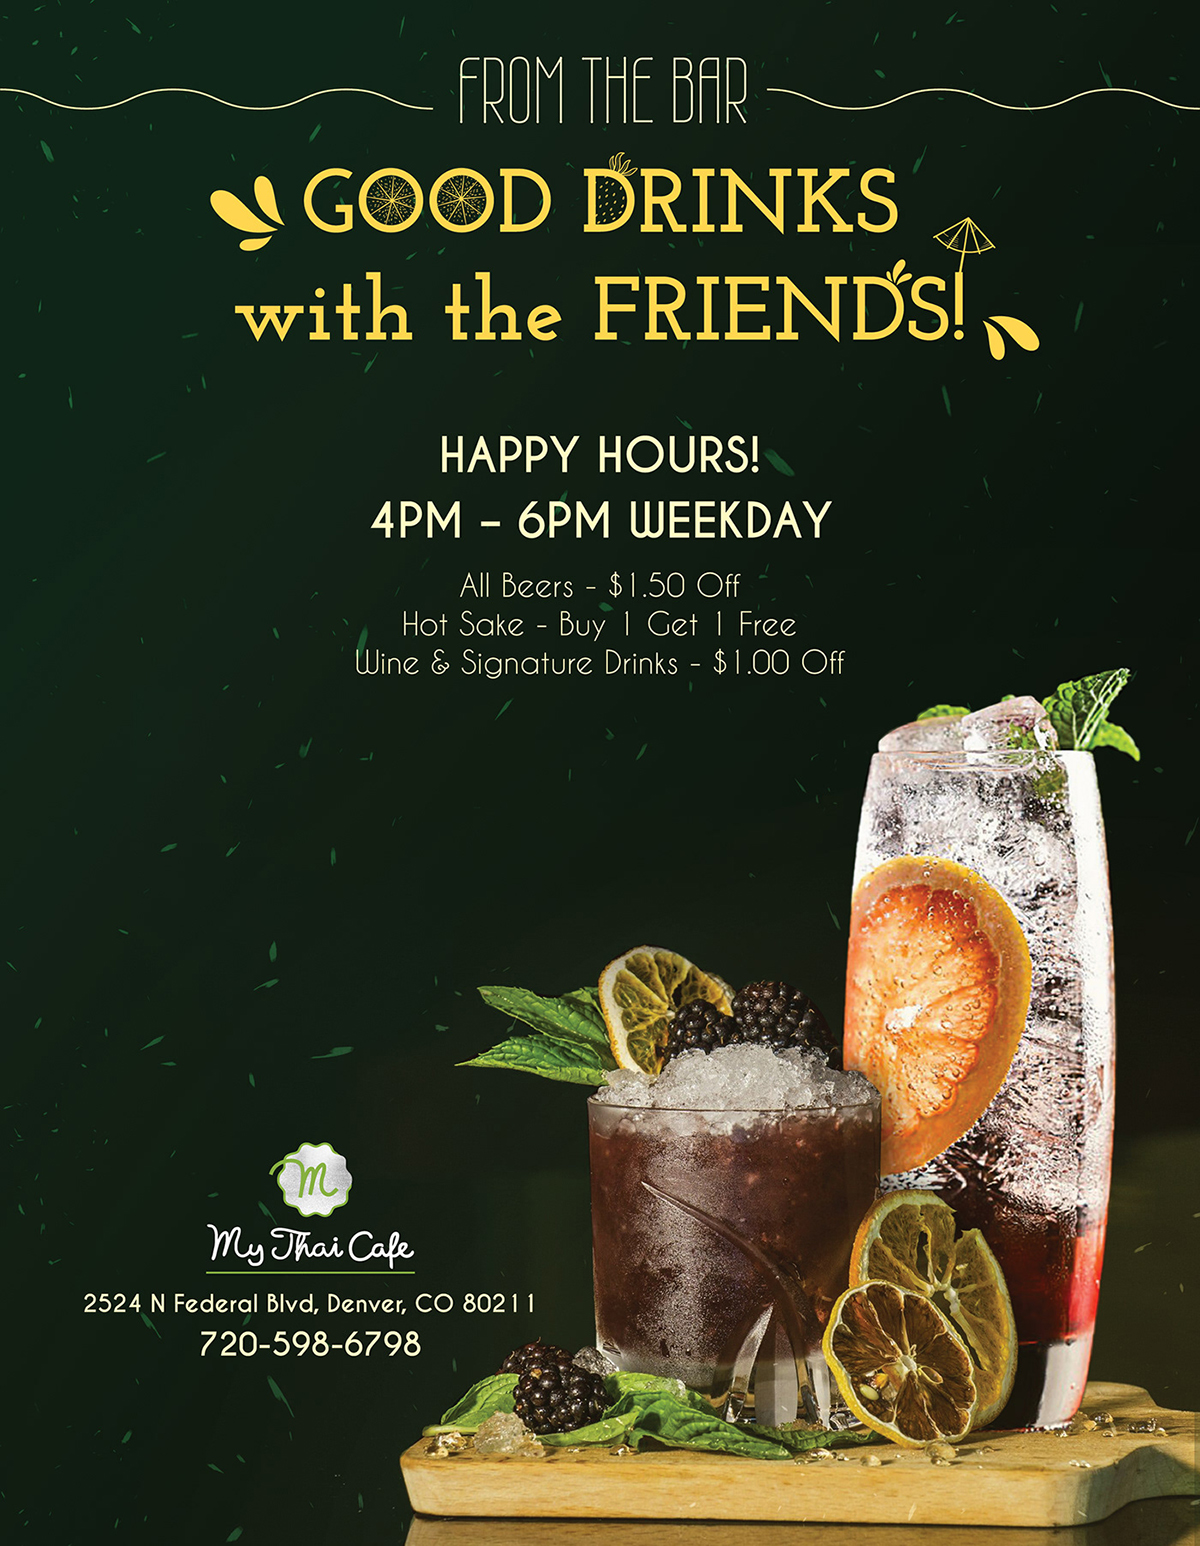 FROM THE BAR
GOOD DRINKS
with the FRIENDS!
HAPPY HOURS!
4PM – 6PM WEEKDAY
All Beers - $1.50 Off
Hot Sake - Buy 1 Get 1 Free
Wine & Signature Drinks - $1.00 Off
m
My Thai Cafe
2524 N Federal Blvd, Denver, CO 80211
720-598-6798